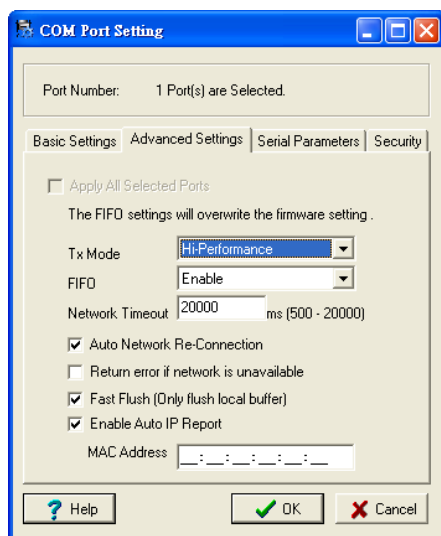 COM Port Setting
Port Number: 1 Port(s) are Selected.
Basic Settings Advanced Settings Serial Parameters Security
Apply All Selected Ports
The FIFO settings will overwrite the firmware setting .
Tx Mode Hi-Performance
FIFO Enable
Network Timeout 20000 ms (500 - 20000)
Auto Network Re-Connection
Return error if network is unavailable
Fast Flush (Only flush local buffer)
Enable Auto IP Report
MAC Address __:__:__:__:__:__
? Help OK Cancel